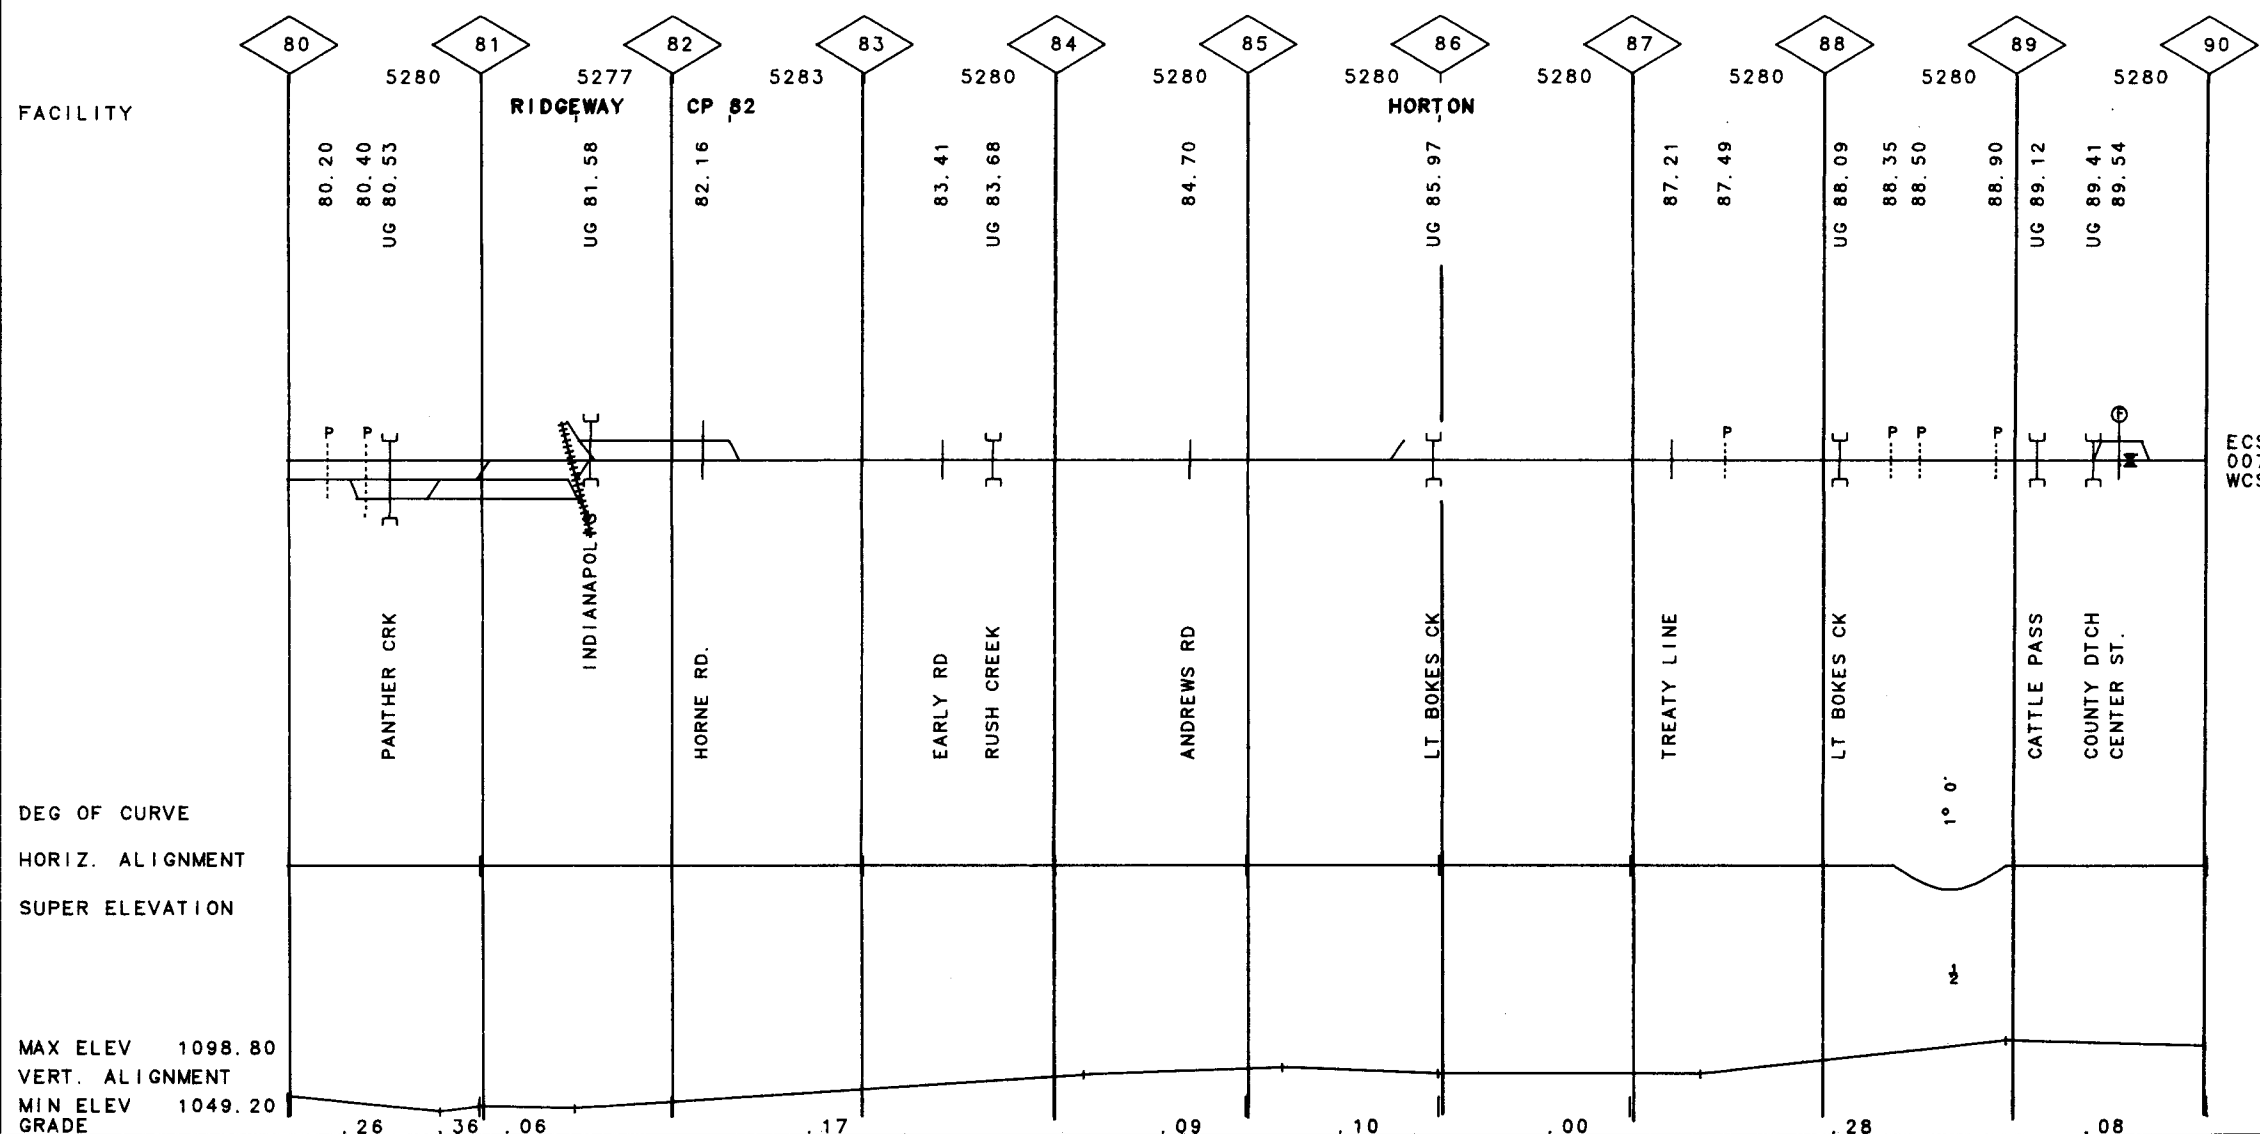 80 81 82 83 84 85 86 87 88 89 90
5280 5277 5283 5280 5280 5280 5280 5280 5280 5280
FACILITY
RIDGEWAY CP 82 HORTON
80.20
80.40
UG 80.53
UG 81.58
82.16
83.41
UG 83.68
84.70
UG 85.97
87.21
87.49
UG 88.09
88.35
88.50
88.90
UG 89.12
UG 89.41
89.54
F
P P P P P P
ECS
WCS
PANTHER CRK
HORNE RD.
EARLY RD
RUSH CREEK
ANDREWS RD
LT BOKES CK
TREATY LINE
LT BOKES CK
CATTLE PASS
COUNTY DTCH
CENTER ST.
DEG OF CURVE
1° 0'
HORIZ. ALIGNMENT
SUPER ELEVATION
1/2
MAX ELEV 1098.80
VERT. ALIGNMENT
MIN ELEV 1049.20
GRADE .26 .36 .06 .17 .09 .10 .00 .28 .08